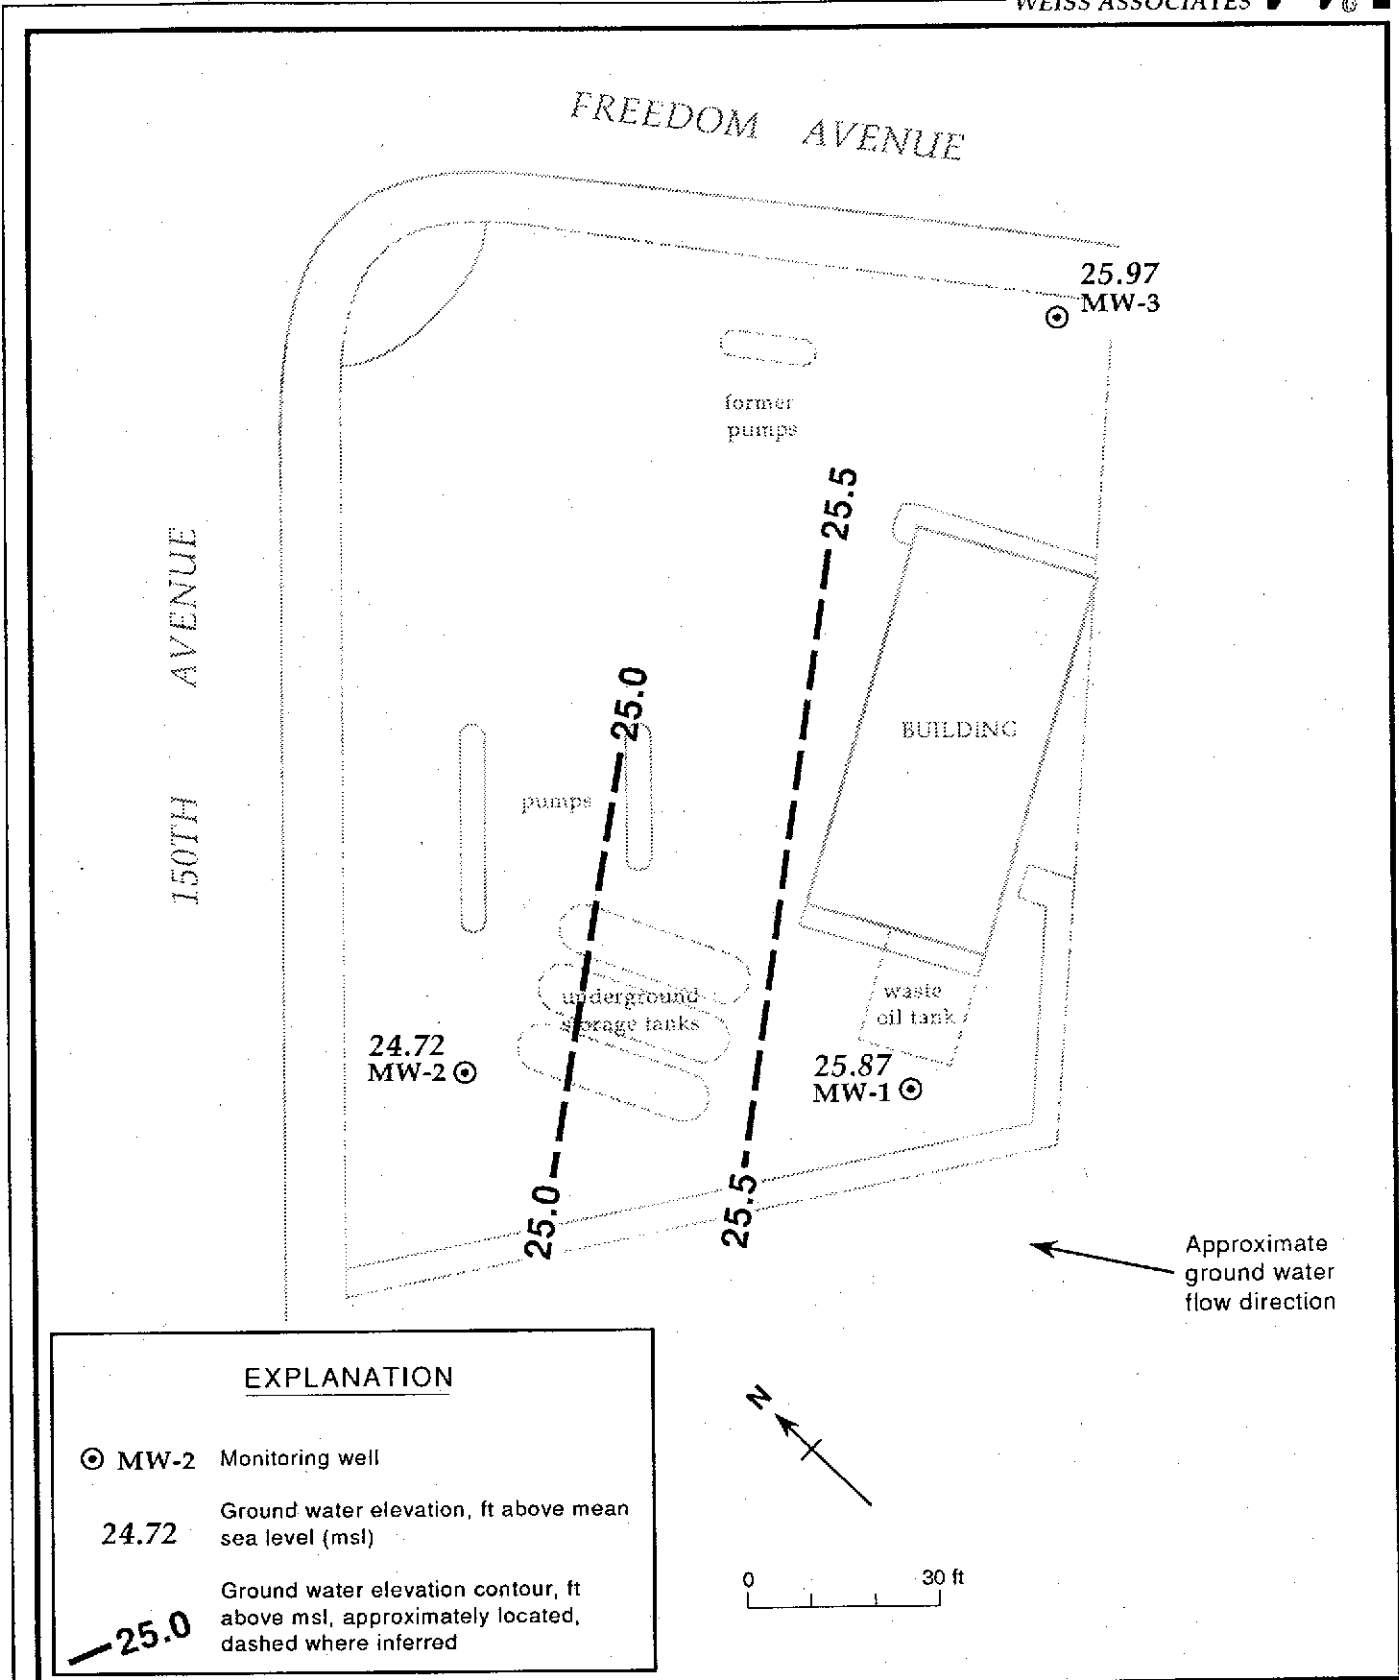 WEISS ASSOCIATES
FREEDOM AVENUE
25.97
MW-3
former
pumps
25.5
150TH AVENUE
25.0
BUILDING
pumps
underground
storage tanks
waste
oil tank
24.72
MW-2
25.87
MW-1
25.0
25.5
Approximate
ground water
flow direction
EXPLANATION
MW-2 Monitoring well
24.72 Ground water elevation, ft above mean
sea level (msl)
25.0 Ground water elevation contour, ft
above msl, approximately located,
dashed where inferred
N
0 30 ft